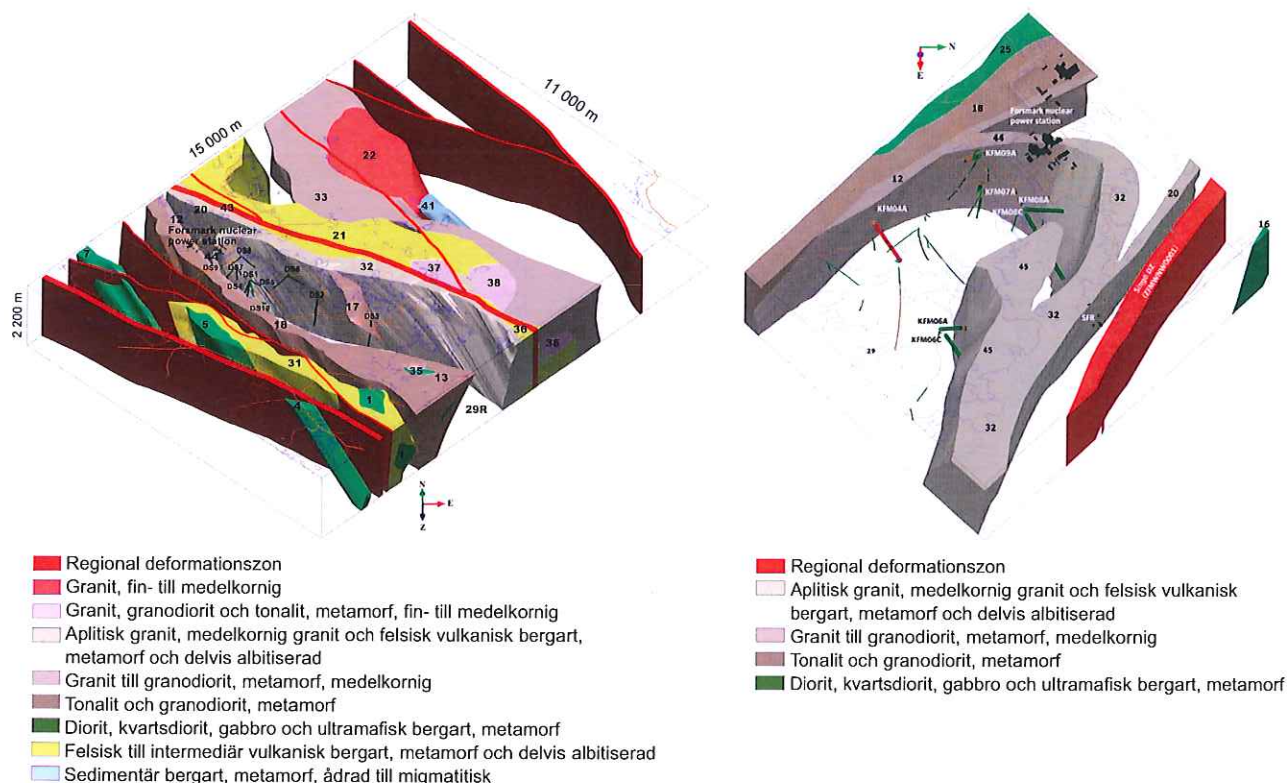 11 000 m
15 000 m
2 200 m
22
33
41
20
43
12
Forsmark nuclear
power station
44
21
32
37
38
7
17
18
36
5
31
35
13
1
4
29R
N
E
Z
Regional deformationszon
Granit, fin- till medelkornig
Granit, granodiorit och tonalit, metamorf, fin- till medelkornig
Aplitisk granit, medelkornig granit och felsisk vulkanisk bergart,
metamorf och delvis albitiserad
Granit till granodiorit, metamorf, medelkornig
Tonalit och granodiorit, metamorf
Diorit, kvartsdiorit, gabbro och ultramafisk bergart, metamorf
Felsisk till intermediär vulkanisk bergart, metamorf och delvis albitiserad
Sedimentär bergart, metamorf, ådrad till migmatitisk
N
E
25
18
Forsmark nuclear
power station
44
KFM09A
12
KFM07A
KFM08A
KFM08C
KFM04A
32
20
16
45
Singö DZ
32
SFR
KFM06A
KFM06C
29
45
32
Regional deformationszon
Aplitisk granit, medelkornig granit och felsisk vulkanisk
bergart, metamorf och delvis albitiserad
Granit till granodiorit, metamorf, medelkornig
Tonalit och granodiorit, metamorf
Diorit, kvartsdiorit, gabbro och ultramafisk bergart, metamorf